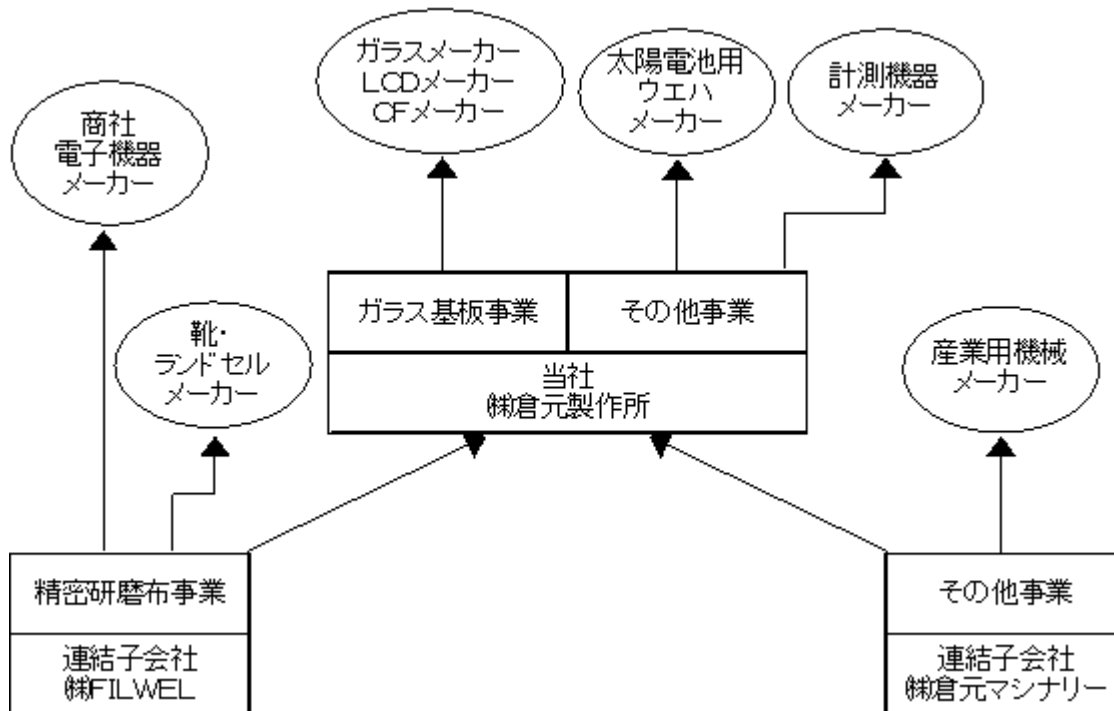 ガラスメーカー
LCDメーカー
CFメーカー
太陽電池用
ウエハ
メーカー
計測機器
メーカー
商社
電子機器
メーカー
ガラス基板事業
その他事業
当社
㈱倉元製作所
靴・
ランドセル
メーカー
産業用機械
メーカー
精密研磨布事業
連結子会社
㈱FILWEL
その他事業
連結子会社
㈱倉元マシナリー